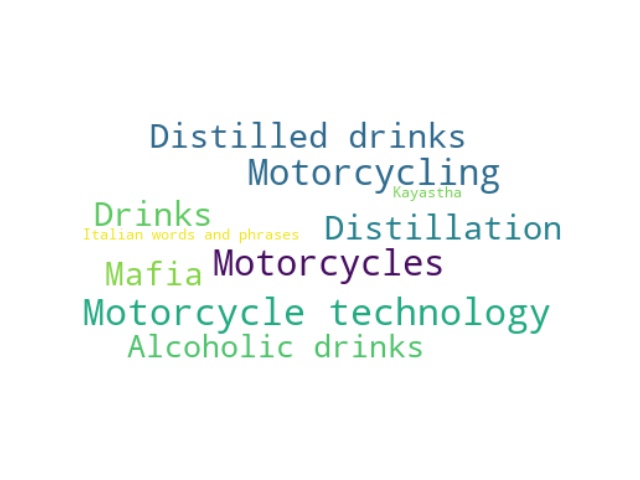 Distilled drinks
Motorcycling
Kayastha
Drinks
Distillation
Italian words and phrases
Motorcycles
Mafia
Motorcycle technology
Alcoholic drinks